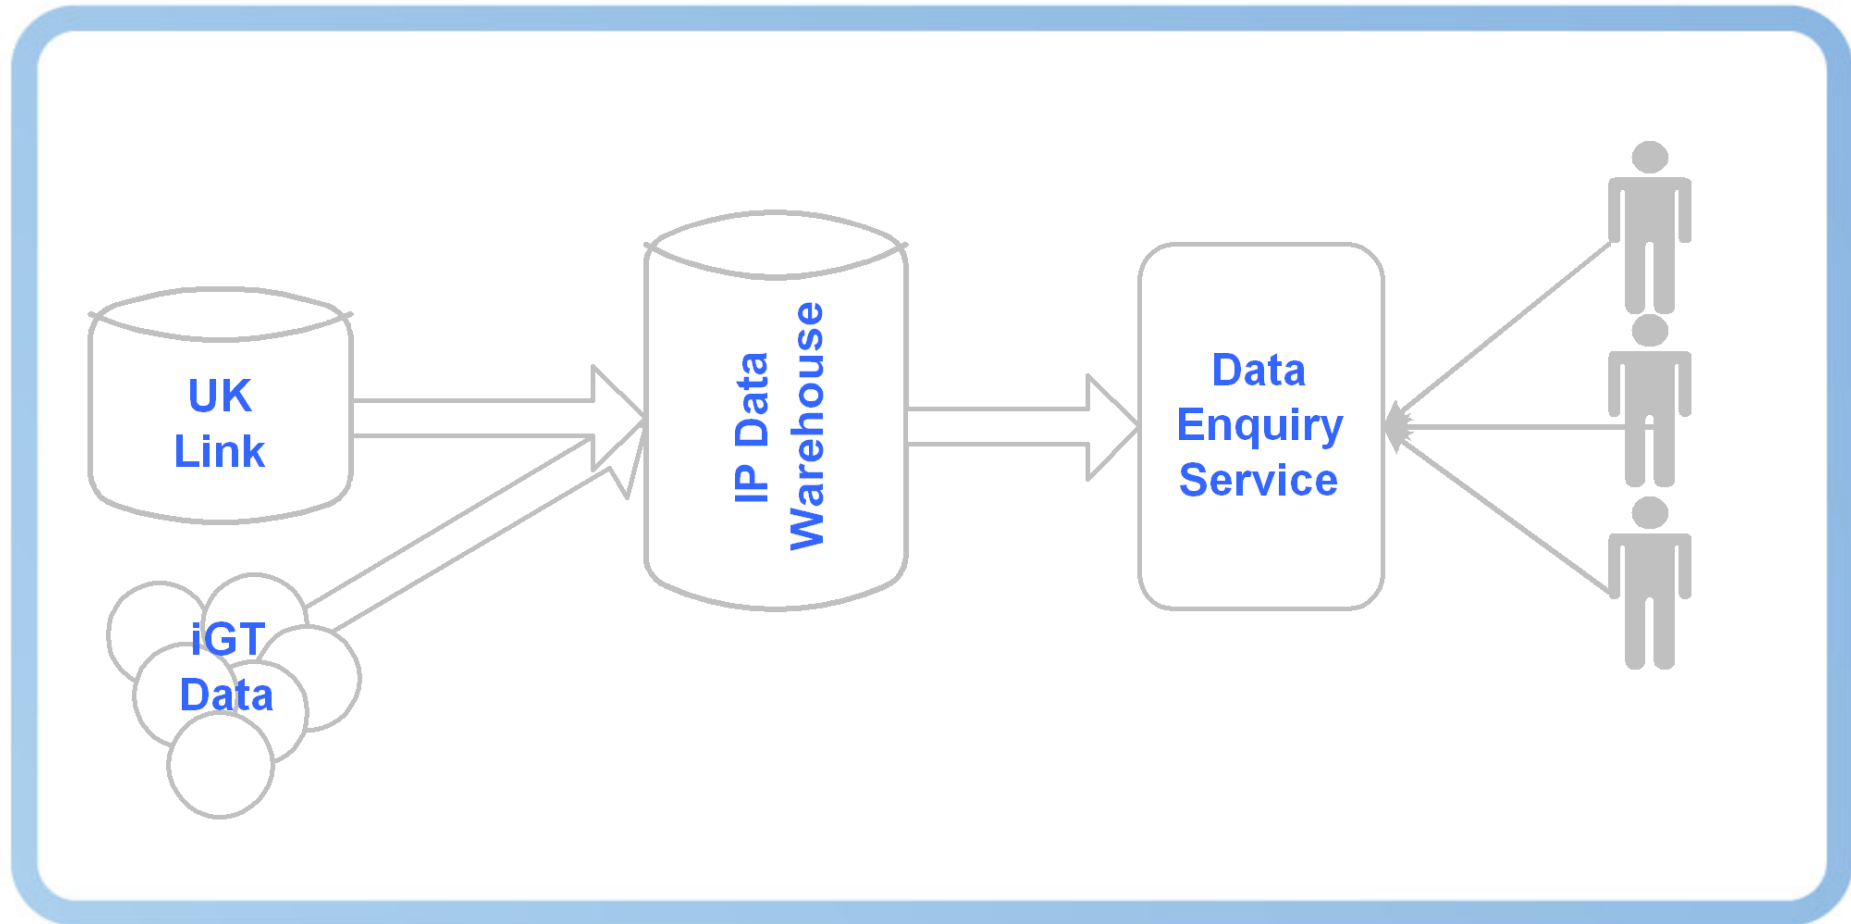 UK
Link
iGT
Data
IP Data
Warehouse
Data
Enquiry
Service